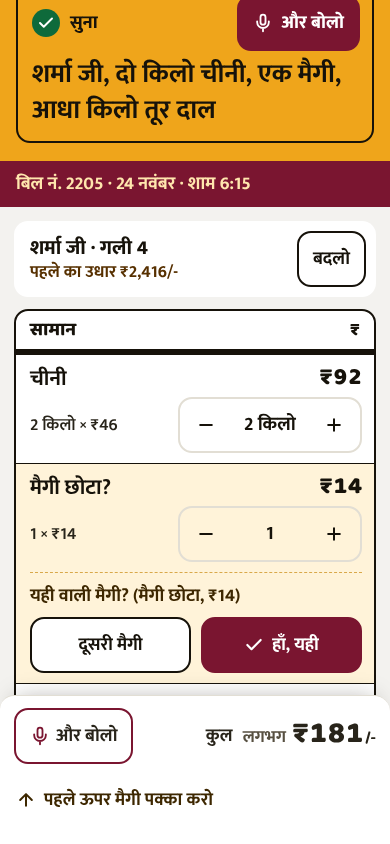 सुना
और बोलो
शर्मा जी, दो किलो चीनी, एक मैगी,
आधा किलो तूर दाल
बिल नं. 2205 · 24 नवंबर · शाम 6:15
शर्मा जी · गली 4
पहले का उधार ₹2,416/-
बदलो
सामान ₹
चीनी ₹92
2 किलो × ₹46 − 2 किलो +
मैगी छोटा? ₹14
1 × ₹14 − 1 +
यही वाली मैगी? (मैगी छोटा, ₹14)
दूसरी मैगी
हाँ, यही
और बोलो
कुल लगभग ₹181/-
पहले ऊपर मैगी पक्का करो